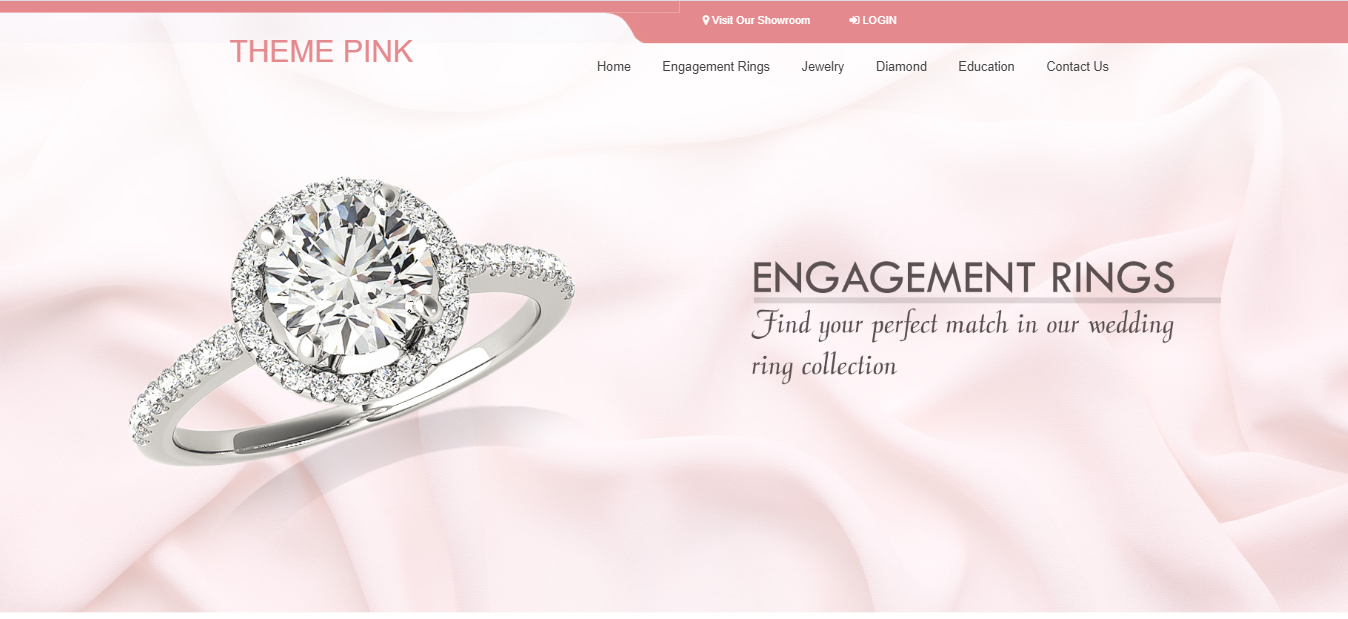 Visit Our Showroom LOGIN
THEME PINK
Home Engagement Rings Jewelry Diamond Education Contact Us
ENGAGEMENT RINGS
Find your perfect match in our wedding
ring collection